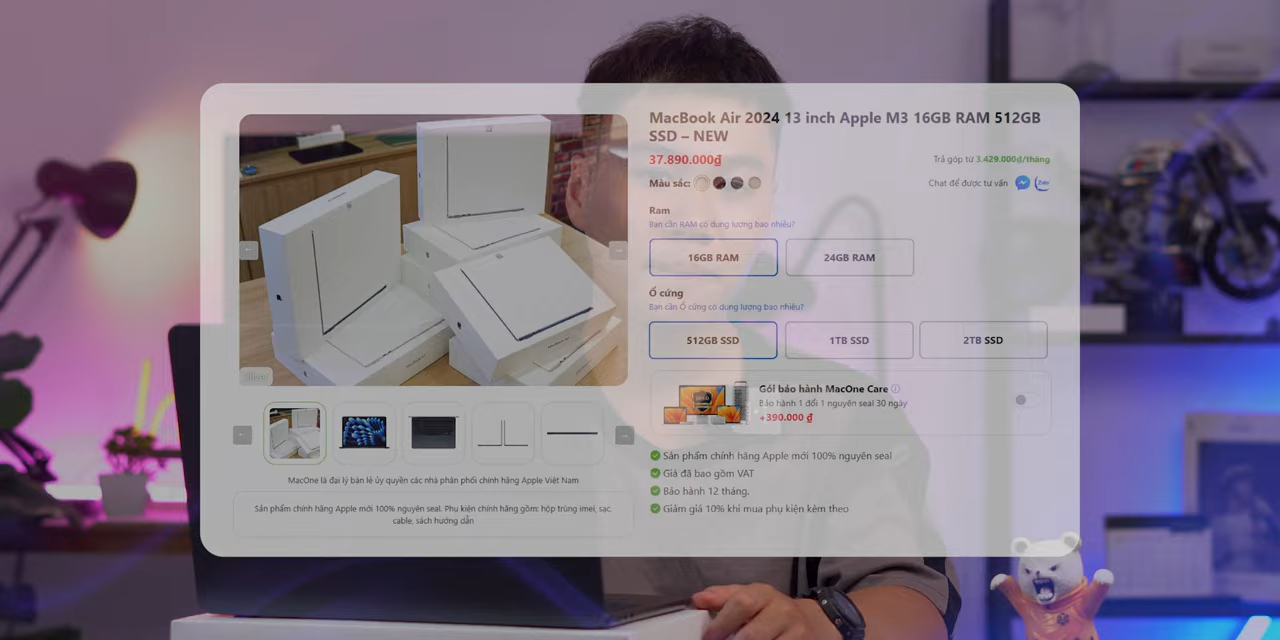 MacBook Air 2024 13 inch Apple M3 16GB RAM 512GB
SSD – NEW
37.890.000₫
Trả góp từ 3.429.000₫/tháng
Màu sắc:
Chat để được tư vấn
Zalo
Ram
Bạn cần RAM có dung lượng bao nhiêu?
16GB RAM
24GB RAM
Ổ cứng
Bạn cần Ổ cứng có dung lượng bao nhiêu?
512GB SSD
1TB SSD
2TB SSD
Silver
Gói bảo hành MacOne Care
Bảo hành 1 đổi 1 nguyên seal 30 ngày
+390.000 ₫
Sản phẩm chính hãng Apple mới 100% nguyên seal
Giá đã bao gồm VAT
Bảo hành 12 tháng.
Giảm giá 10% khi mua phụ kiện kèm theo
MacOne là đại lý bán lẻ ủy quyền các nhà phân phối chính hãng Apple Việt Nam
Sản phẩm chính hãng Apple mới 100% nguyên seal. Phụ kiện chính hãng gồm: hộp trùng imei, sạc,
cable, sách hướng dẫn